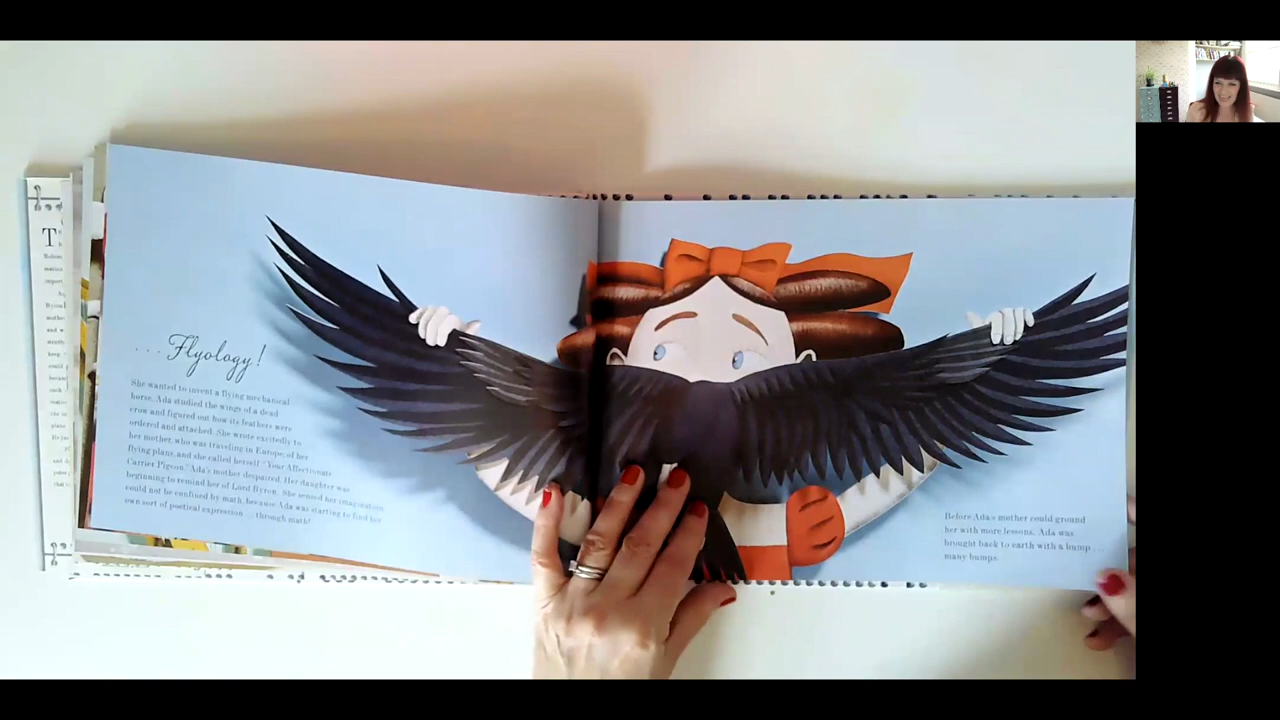 T
. . . Flyology!
She wanted to invent a flying mechanical
horse. Ada studied the wings of a dead
crow and figured out how its feathers were
ordered and attached. She wrote excitedly to
her mother, who was traveling in Europe, of her
flying plans, and she called herself "Your Affectionate
Carrier Pigeon." Ada's mother despaired. Her daughter was
beginning to remind her of Lord Byron. She sensed her imagination
could not be confined by math, because Ada was starting to find her
own sort of poetical expression . . . through math!
Before Ada's mother could ground
her with more lessons, Ada was
brought back to earth with a bump . . .
many bumps.